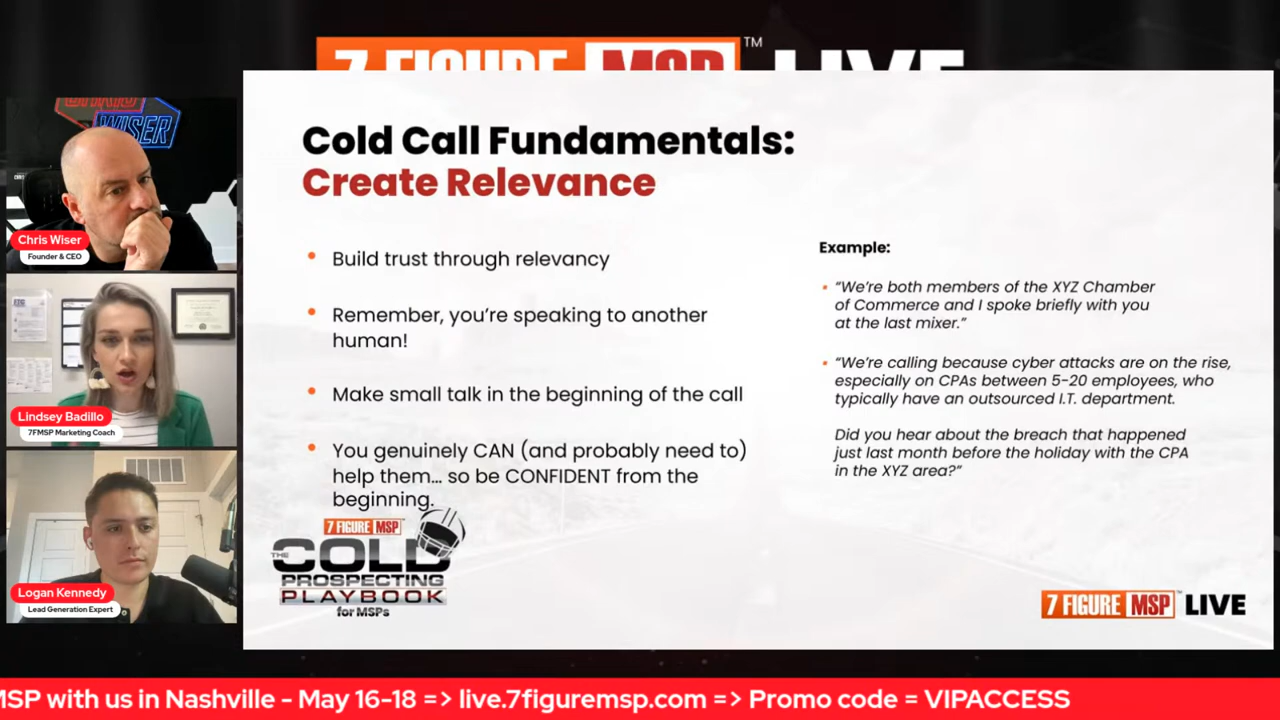 7 FIGURE MSP ™ LIVE
WISER
Chris Wiser
Founder & CEO
Lindsey Badillo
7FMSP Marketing Coach
Logan Kennedy
Lead Generation Expert
Cold Call Fundamentals:
Create Relevance
• Build trust through relevancy
• Remember, you're speaking to another
human!
• Make small talk in the beginning of the call
• You genuinely CAN (and probably need to)
help them... so be CONFIDENT from the
beginning.
Example:
• “We're both members of the XYZ Chamber
of Commerce and I spoke briefly with you
at the last mixer.”
• “We're calling because cyber attacks are on the rise,
especially on CPAs between 5-20 employees, who
typically have an outsourced I.T. department.
Did you hear about the breach that happened
just last month before the holiday with the CPA
in the XYZ area?”
7 FIGURE MSP
THE COLD
PROSPECTING
PLAYBOOK
for MSPs
7 FIGURE MSP ™ LIVE
MSP with us in Nashville - May 16-18 => live.7figuremsp.com => Promo code = VIPACCESS